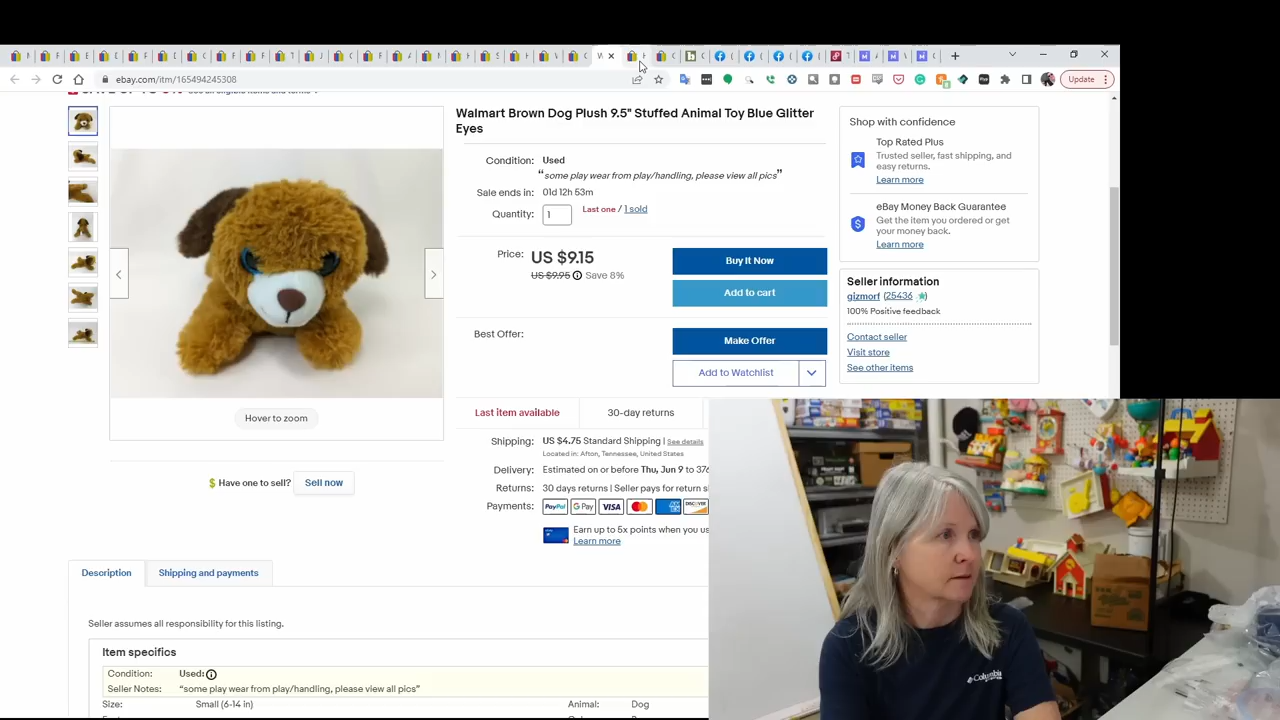 ebay.com/itm/165494245308
Update
Walmart Brown Dog Plush 9.5" Stuffed Animal Toy Blue Glitter
Eyes
Condition: Used
“some play wear from play/handling, please view all pics”
Sale ends in: 01d 12h 53m
Quantity: 1 Last one / 1 sold
Price: US $9.15
US $9.95 Save 8%
Buy It Now
Add to cart
Best Offer:
Make Offer
Add to Watchlist
Last item available 30-day returns
Shipping: US $4.75 Standard Shipping | See details
Located in: Afton, Tennessee, United States
Delivery: Estimated on or before Thu, Jun 9 to 376
Returns: 30 days returns | Seller pays for return s
Payments: PayPal G Pay VISA DISC
Earn up to 5x points when you us
Learn more
Shop with confidence
Top Rated Plus
Trusted seller, fast shipping, and
easy returns.
Learn more
eBay Money Back Guarantee
Get the item you ordered or get
your money back.
Learn more
Seller information
gizmorf (25436)
100% Positive feedback
Contact seller
Visit store
See other items
Hover to zoom
Have one to sell? Sell now
Description Shipping and payments
Seller assumes all responsibility for this listing.
Item specifics
Condition: Used:
Seller Notes: “some play wear from play/handling, please view all pics”
Size: Small (6-14 in) Animal: Dog
Columbia